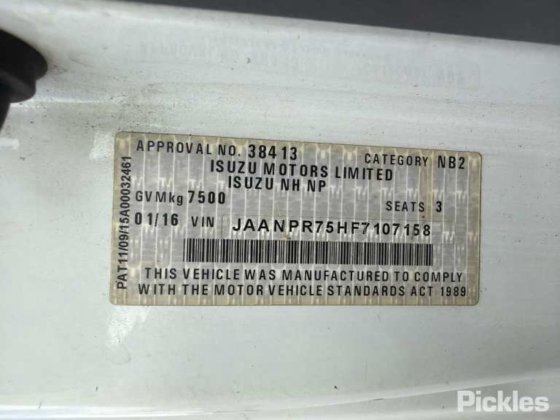 APPROVAL NO. 38413 CATEGORY NB2
ISUZU MOTORS LIMITED
ISUZU NH NP
GVMkg 7500 SEATS 3
01/16 VIN JAANPR75HF7107158
THIS VEHICLE WAS MANUFACTURED TO COMPLY
WITH THE MOTOR VEHICLE STANDARDS ACT 1989
PAT11/09/15A00032461
Pickles